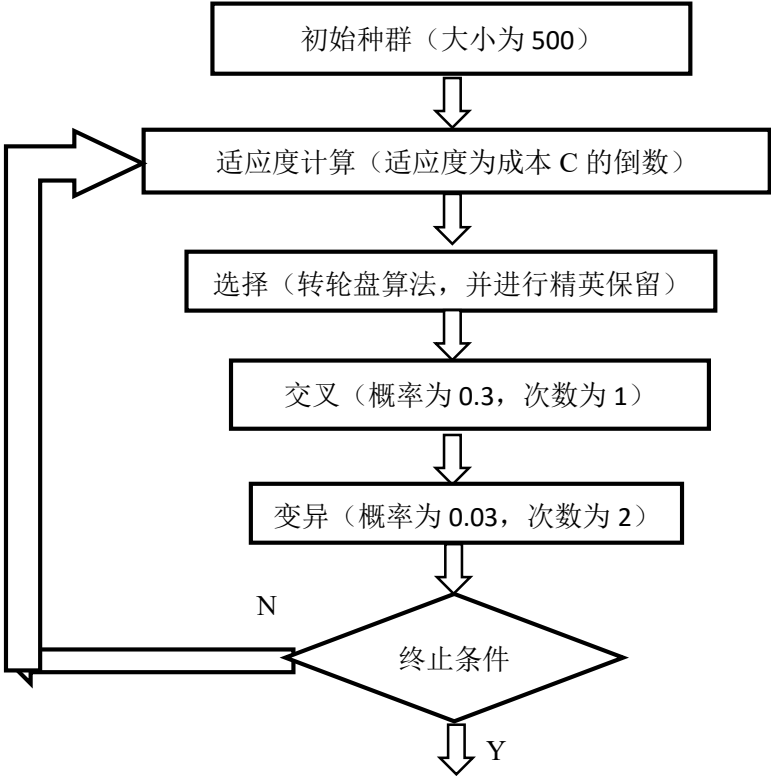 初始种群（大小为 500）
适应度计算（适应度为成本 C 的倒数）
选择（转轮盘算法，并进行精英保留）
交叉（概率为 0.3，次数为 1）
变异（概率为 0.03，次数为 2）
N
终止条件
Y